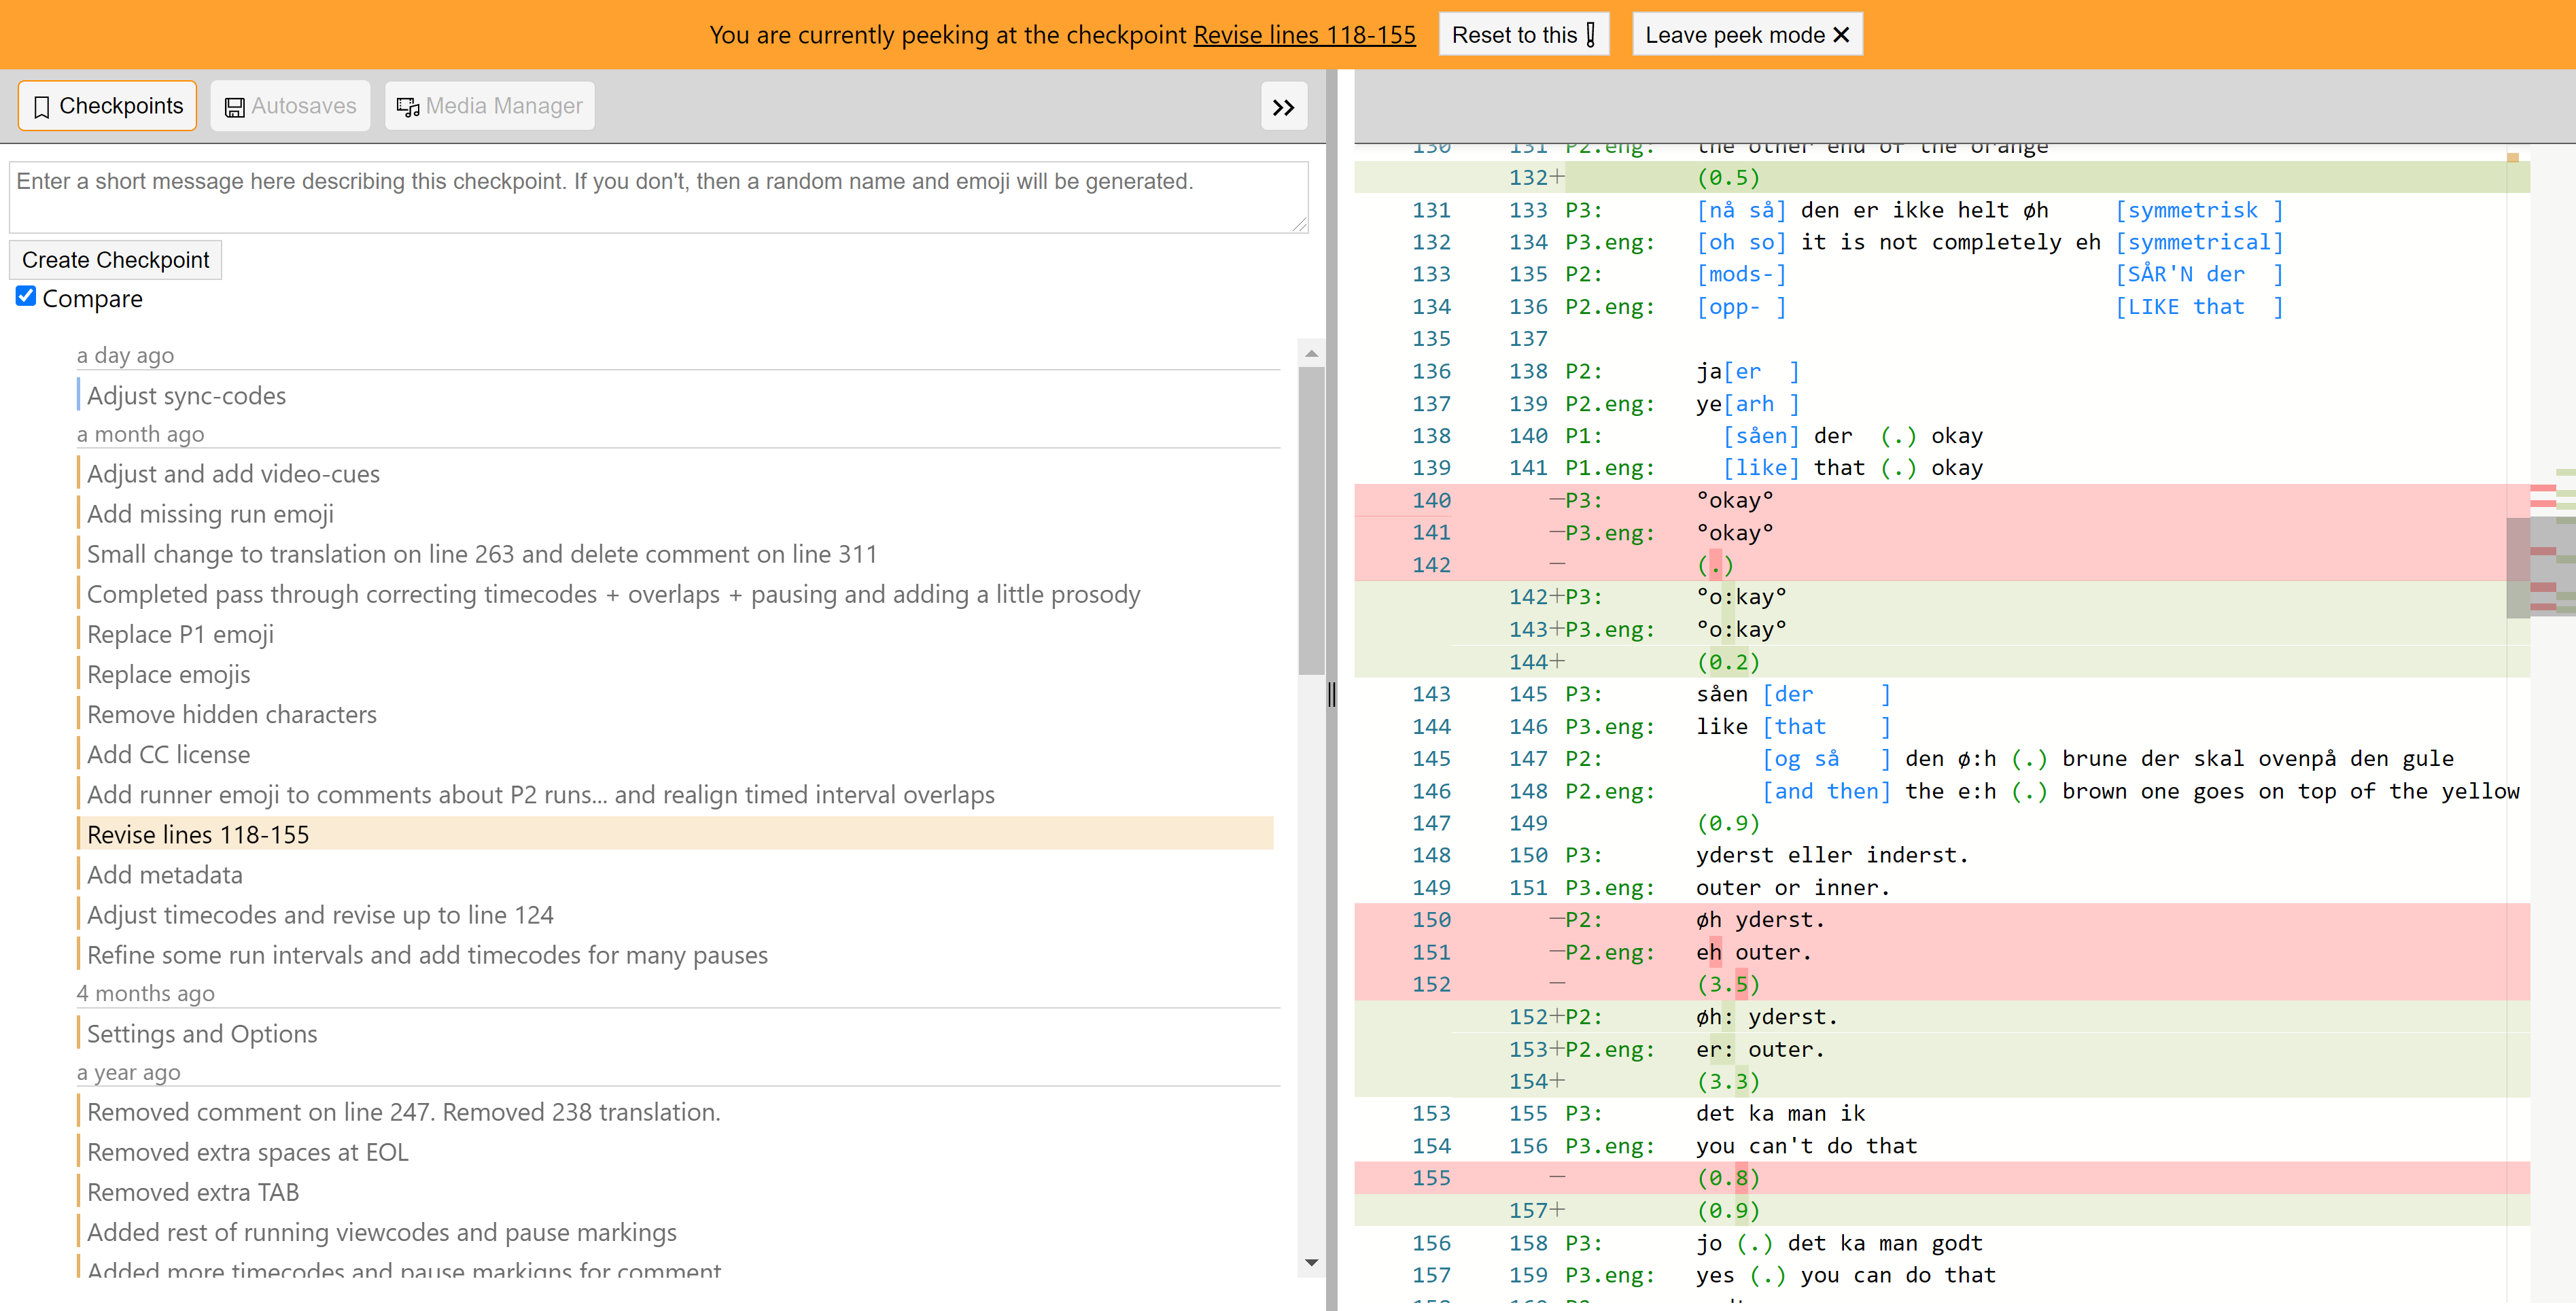 You are currently peeking at the checkpoint Revise lines 118-155 Reset to this Leave peek mode
Checkpoints Autosaves Media Manager
Enter a short message here describing this checkpoint. If you don't, then a random name and emoji will be generated.
Create Checkpoint
Compare
a day ago
Adjust sync-codes
a month ago
Adjust and add video-cues
Add missing run emoji
Small change to translation on line 263 and delete comment on line 311
Completed pass through correcting timecodes + overlaps + pausing and adding a little prosody
Replace P1 emoji
Replace emojis
Remove hidden characters
Add CC license
Add runner emoji to comments about P2 runs... and realign timed interval overlaps
Revise lines 118-155
Add metadata
Adjust timecodes and revise up to line 124
Refine some run intervals and add timecodes for many pauses
4 months ago
Settings and Options
a year ago
Removed comment on line 247. Removed 238 translation.
Removed extra spaces at EOL
Removed extra TAB
Added rest of running viewcodes and pause markings
Added more timecodes and pause markigns for comment
130 131 P2.eng: the other end of the orange
132+ (0.5)
131 133 P3: [nå så] den er ikke helt øh [symmetrisk ]
132 134 P3.eng: [oh so] it is not completely eh [symmetrical]
133 135 P2: [mods-] [SÅR'N der ]
134 136 P2.eng: [opp- ] [LIKE that ]
135 137
136 138 P2: ja[er ]
137 139 P2.eng: ye[arh ]
138 140 P1: [såen] der (.) okay
139 141 P1.eng: [like] that (.) okay
140 —P3: °okay°
141 —P3.eng: °okay°
142 — (.)
142+P3: °o:kay°
143+P3.eng: °o:kay°
144+ (0.2)
143 145 P3: såen [der ]
144 146 P3.eng: like [that ]
145 147 P2: [og så ] den ø:h (.) brune der skal ovenpå den gule
146 148 P2.eng: [and then] the e:h (.) brown one goes on top of the yellow
147 149 (0.9)
148 150 P3: yderst eller inderst.
149 151 P3.eng: outer or inner.
150 —P2: øh yderst.
151 —P2.eng: eh outer.
152 — (3.5)
152+P2: øh: yderst.
153+P2.eng: er: outer.
154+ (3.3)
153 155 P3: det ka man ik
154 156 P3.eng: you can't do that
155 — (0.8)
157+ (0.9)
156 158 P3: jo (.) det ka man godt
157 159 P3.eng: yes (.) you can do that